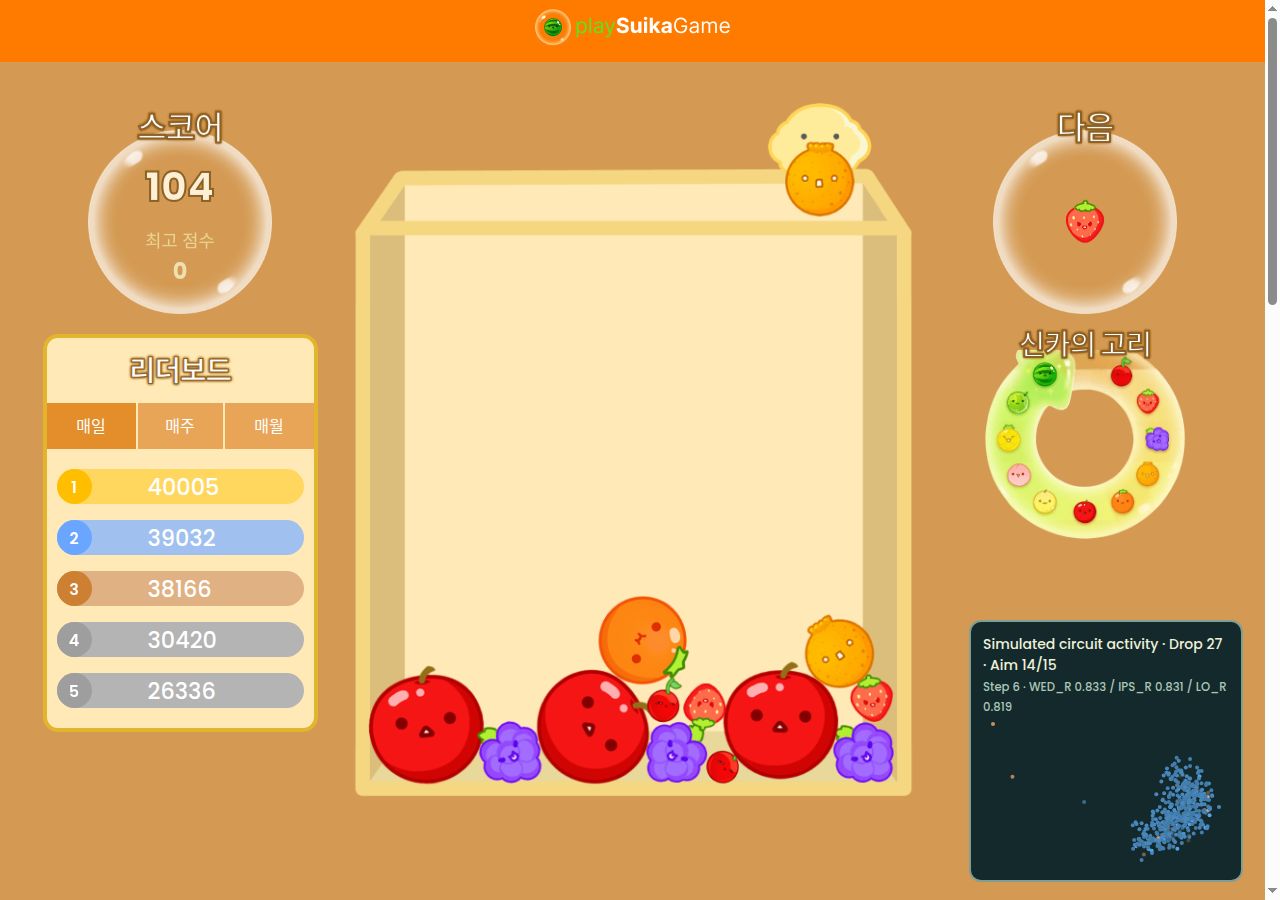 playSuikaGame
스코어
104
최고 점수
0
다음
리더보드
매일 매주 매월
1 40005
2 39032
3 38166
4 30420
5 26336
신카의 고리
Simulated circuit activity · Drop 27
· Aim 14/15
Step 6 · WED_R 0.833 / IPS_R 0.831 / LO_R
0.819